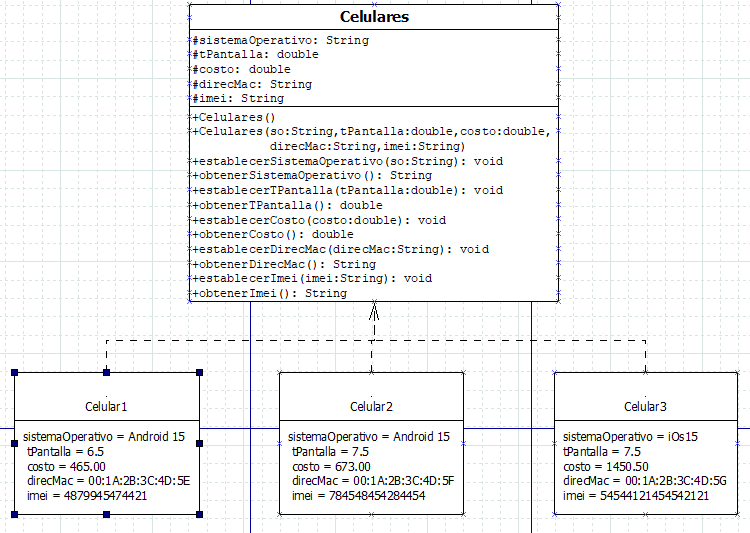 Celulares
#sistemaOperativo: String
#tPantalla: double
#costo: double
#direcMac: String
#imei: String
+Celulares()
+Celulares(so:String,tPantalla:double,costo:double,
direcMac:String,imei:String)
+establecerSistemaOperativo(so:String): void
+obtenerSistemaOperativo(): String
+establecerTPantalla(tPantalla:double): void
+obtenerTPantalla(): double
+establecerCosto(costo:double): void
+obtenerCosto(): double
+establecerDirecMac(direcMac:String): void
+obtenerDirecMac(): String
+establecerImei(imei:String): void
+obtenerImei(): String
Celular1
sistemaOperativo = Android 15
tPantalla = 6.5
costo = 465.00
direcMac = 00:1A:2B:3C:4D:5E
imei = 4879945474421
Celular2
sistemaOperativo = Android 15
tPantalla = 7.5
costo = 673.00
direcMac = 00:1A:2B:3C:4D:5F
imei = 784548454284454
Celular3
sistemaOperativo = iOs15
tPantalla = 7.5
costo = 1450.50
direcMac = 00:1A:2B:3C:4D:5G
imei = 54544121454542121